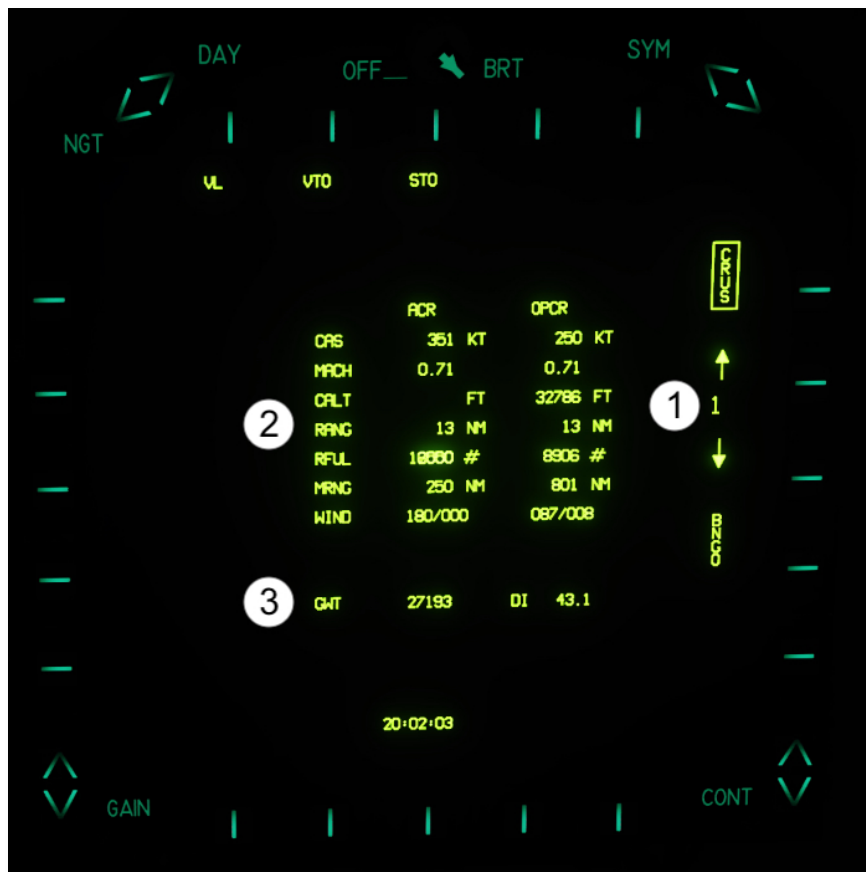 DAY
OFF
BRT
SYM
NGT
VL VTO STO
CRUS
ACR OPCR
CAS 351 KT 250 KT
MACH 0.71 0.71
CALT FT 32786 FT
1 1
2
RANG 13 NM 13 NM
RFUL # 8906 #
MRNG 250 NM 801 NM
WIND 180/000 087/008
BNGO
3 GWT 27193 DI 43.1
20:02:03
GAIN
CONT